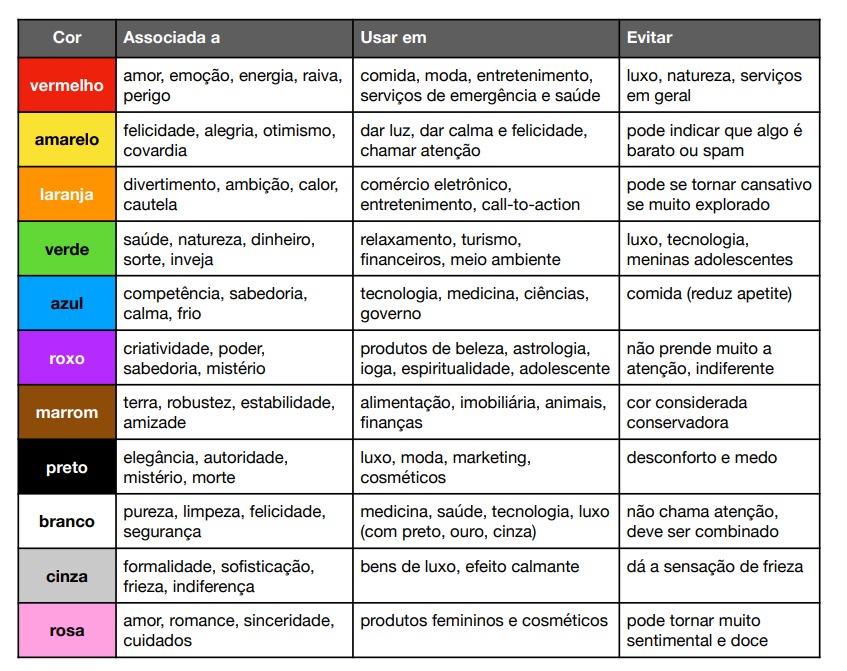 Cor Associada a Usar em Evitar
vermelho amor, emoção, energia, raiva, comida, moda, entretenimento, luxo, natureza, serviços
perigo serviços de emergência e saúde em geral
amarelo felicidade, alegria, otimismo, dar luz, dar calma e felicidade, pode indicar que algo é
covardia chamar atenção barato ou spam
laranja divertimento, ambição, calor, comércio eletrônico, pode se tornar cansativo
cautela entretenimento, call-to-action se muito explorado
verde saúde, natureza, dinheiro, relaxamento, turismo, luxo, tecnologia,
sorte, inveja financeiros, meio ambiente meninas adolescentes
azul competência, sabedoria, tecnologia, medicina, ciências, comida (reduz apetite)
calma, frio governo
roxo criatividade, poder, produtos de beleza, astrologia, não prende muito a
sabedoria, mistério ioga, espiritualidade, adolescente atenção, indiferente
marrom terra, robustez, estabilidade, alimentação, imobiliária, animais, cor considerada
amizade finanças conservadora
preto elegância, autoridade, luxo, moda, marketing, desconforto e medo
mistério, morte cosméticos
branco pureza, limpeza, felicidade, medicina, saúde, tecnologia, luxo não chama atenção,
segurança (com preto, ouro, cinza) deve ser combinado
cinza formalidade, sofisticação, bens de luxo, efeito calmante dá a sensação de frieza
frieza, indiferença
rosa amor, romance, sinceridade, produtos femininos e cosméticos pode tornar muito
cuidados sentimental e doce